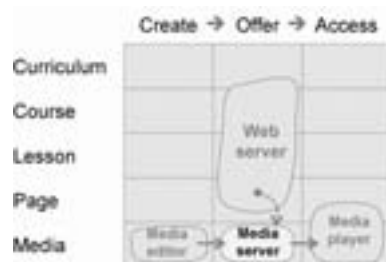 Create → Offer → Access
Curriculum
Course
Lesson
Page
Media
Web
server
Media
editor
Media
server
Media
player